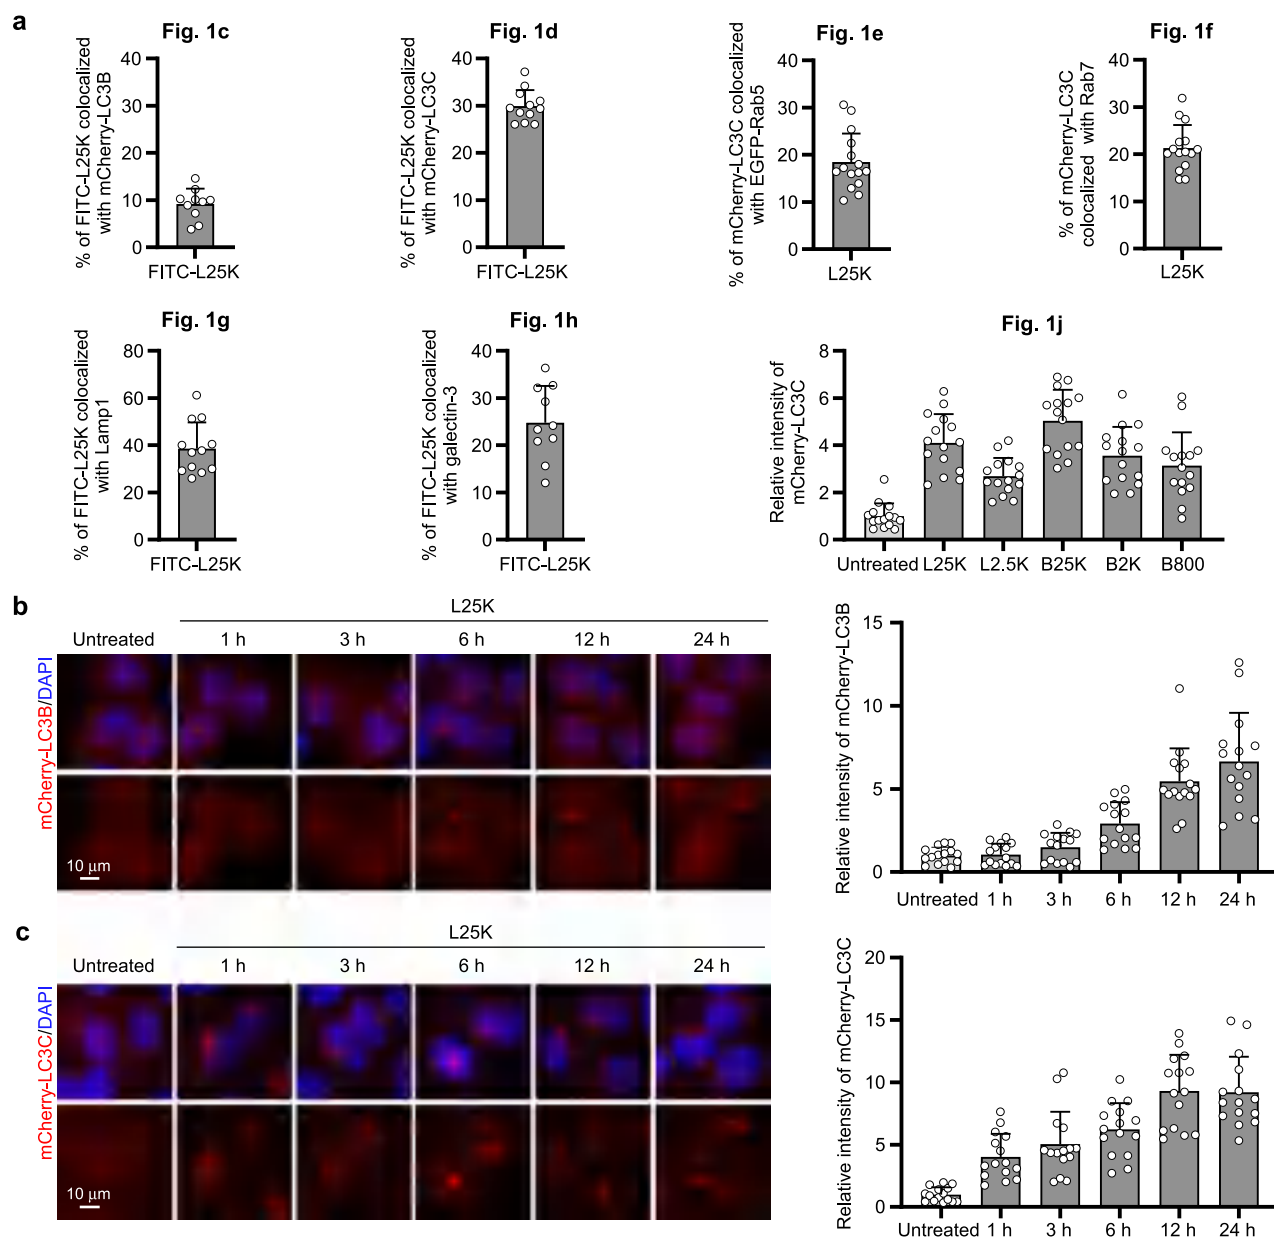 a
Fig. 1c
% of FITC-L25K colocalized
with mCherry-LC3B
40
30
20
10
0
FITC-L25K
Fig. 1d
% of FITC-L25K colocalized
with mCherry-LC3C
40
30
20
10
0
FITC-L25K
Fig. 1e
% of mCherry-LC3C colocalized
with EGFP-Rab5
40
30
20
10
0
L25K
Fig. 1f
% of mCherry-LC3C
colocalized with Rab7
40
30
20
10
0
L25K
Fig. 1g
% of FITC-L25K colocalized
with Lamp1
80
60
40
20
0
FITC-L25K
Fig. 1h
% of FITC-L25K colocalized
with galectin-3
40
30
20
10
0
FITC-L25K
Fig. 1j
Relative intensity of
mCherry-LC3C
8
6
4
2
0
Untreated L25K L2.5K B25K B2K B800
b
L25K
Untreated 1 h 3 h 6 h 12 h 24 h
mCherry-LC3B/DAPI
10 μm
Relative intensity of mCherry-LC3B
15
10
5
0
Untreated 1 h 3 h 6 h 12 h 24 h
c
L25K
Untreated 1 h 3 h 6 h 12 h 24 h
mCherry-LC3C/DAPI
10 μm
Relative intensity of mCherry-LC3C
20
15
10
5
0
Untreated 1 h 3 h 6 h 12 h 24 h